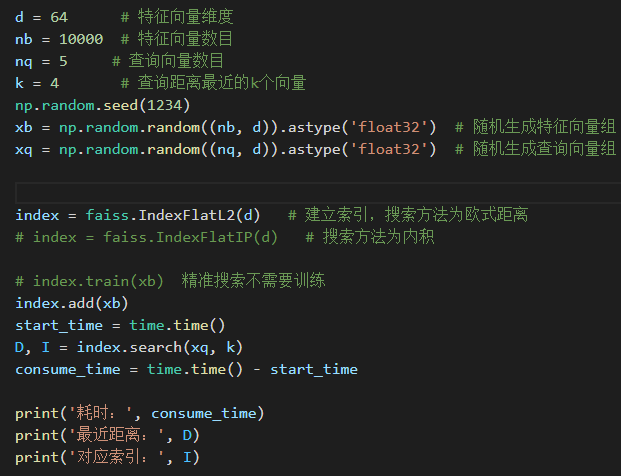 d = 64      # 特征向量维度
nb = 10000  # 特征向量数目
nq = 5     # 查询向量数目
k = 4       # 查询距离最近的k个向量
np.random.seed(1234)
xb = np.random.random((nb, d)).astype('float32')  # 随机生成特征向量组
xq = np.random.random((nq, d)).astype('float32')  # 随机生成查询向量组
index = faiss.IndexFlatL2(d)   # 建立索引，搜索方法为欧式距离
# index = faiss.IndexFlatIP(d)   # 搜索方法为内积
# index.train(xb)  精准搜索不需要训练
index.add(xb)
start_time = time.time()
D, I = index.search(xq, k)
consume_time = time.time() - start_time
print('耗时：', consume_time)
print('最近距离：', D)
print('对应索引：', I)